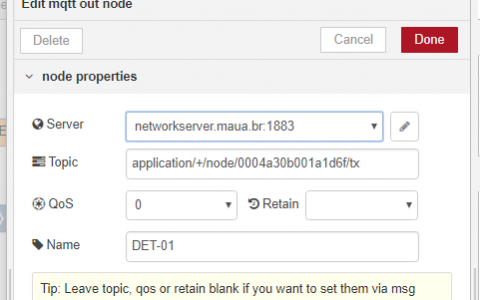 Edit mqtt out node
Delete
Cancel
Done
node properties
Server
networkserver.maua.br:1883
Topic
application/+/node/0004a30b001a1d6f/tx
QoS
0
Retain
Name
DET-01
Tip: Leave topic, qos or retain blank if you want to set them via msg